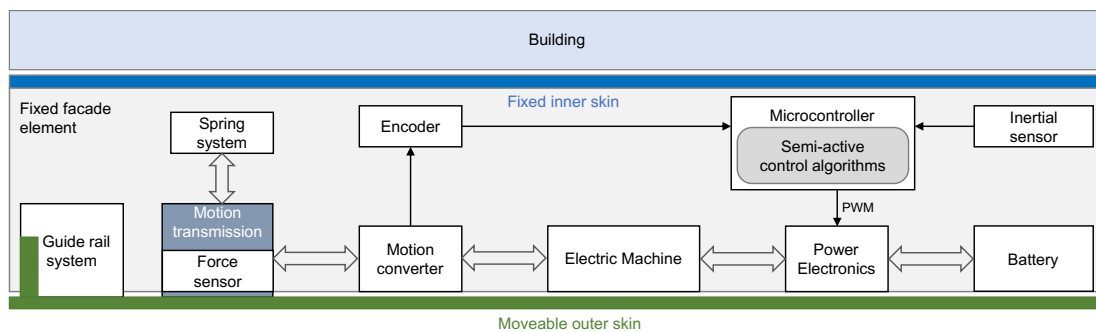 Building
Fixed facade
element
Fixed inner skin
Spring
system
Encoder
Microcontroller
Semi-active
control algorithms
Inertial
sensor
PWM
Guide rail
system
Motion
transmission
Force
sensor
Motion
converter
Electric Machine
Power
Electronics
Battery
Moveable outer skin